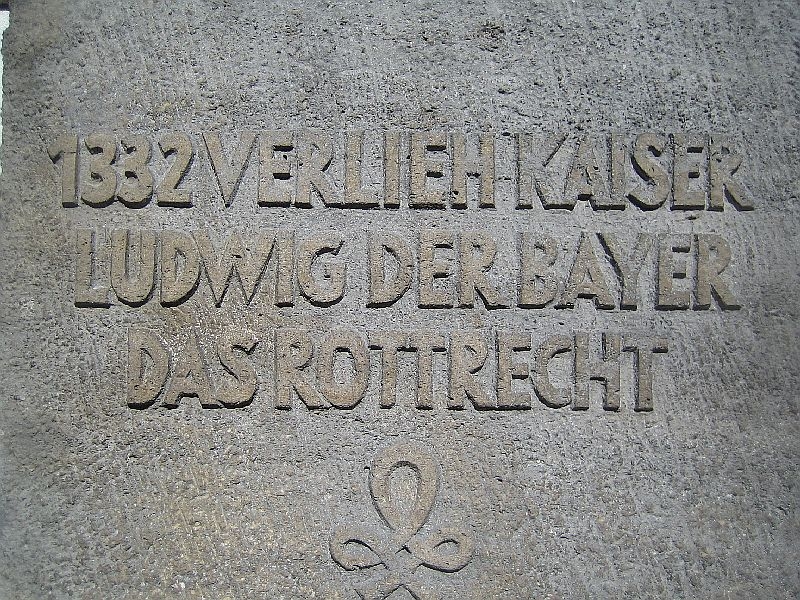 1332 VERLIEH KAISER
LUDWIG DER BAYER
DAS ROTTRECHT